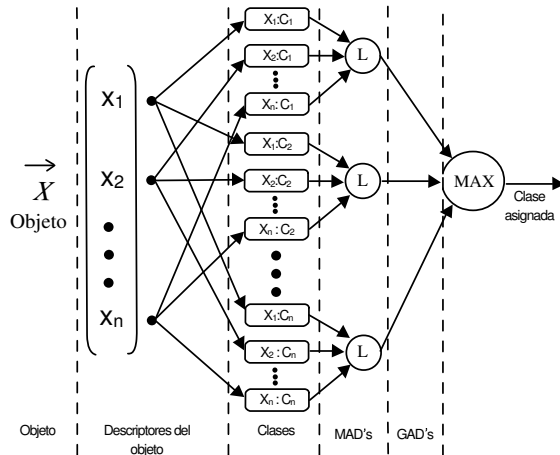 X1:C1
X2:C1
Xn:C1
X1:C2
X2:C2
Xn:C2
X1:Cn
X2:Cn
Xn:Cn
L
L
L
MAX
Clase
asignada
X
Objeto
X1
X2
Xn
Objeto
Descriptores del
objeto
Clases
MAD's
GAD's